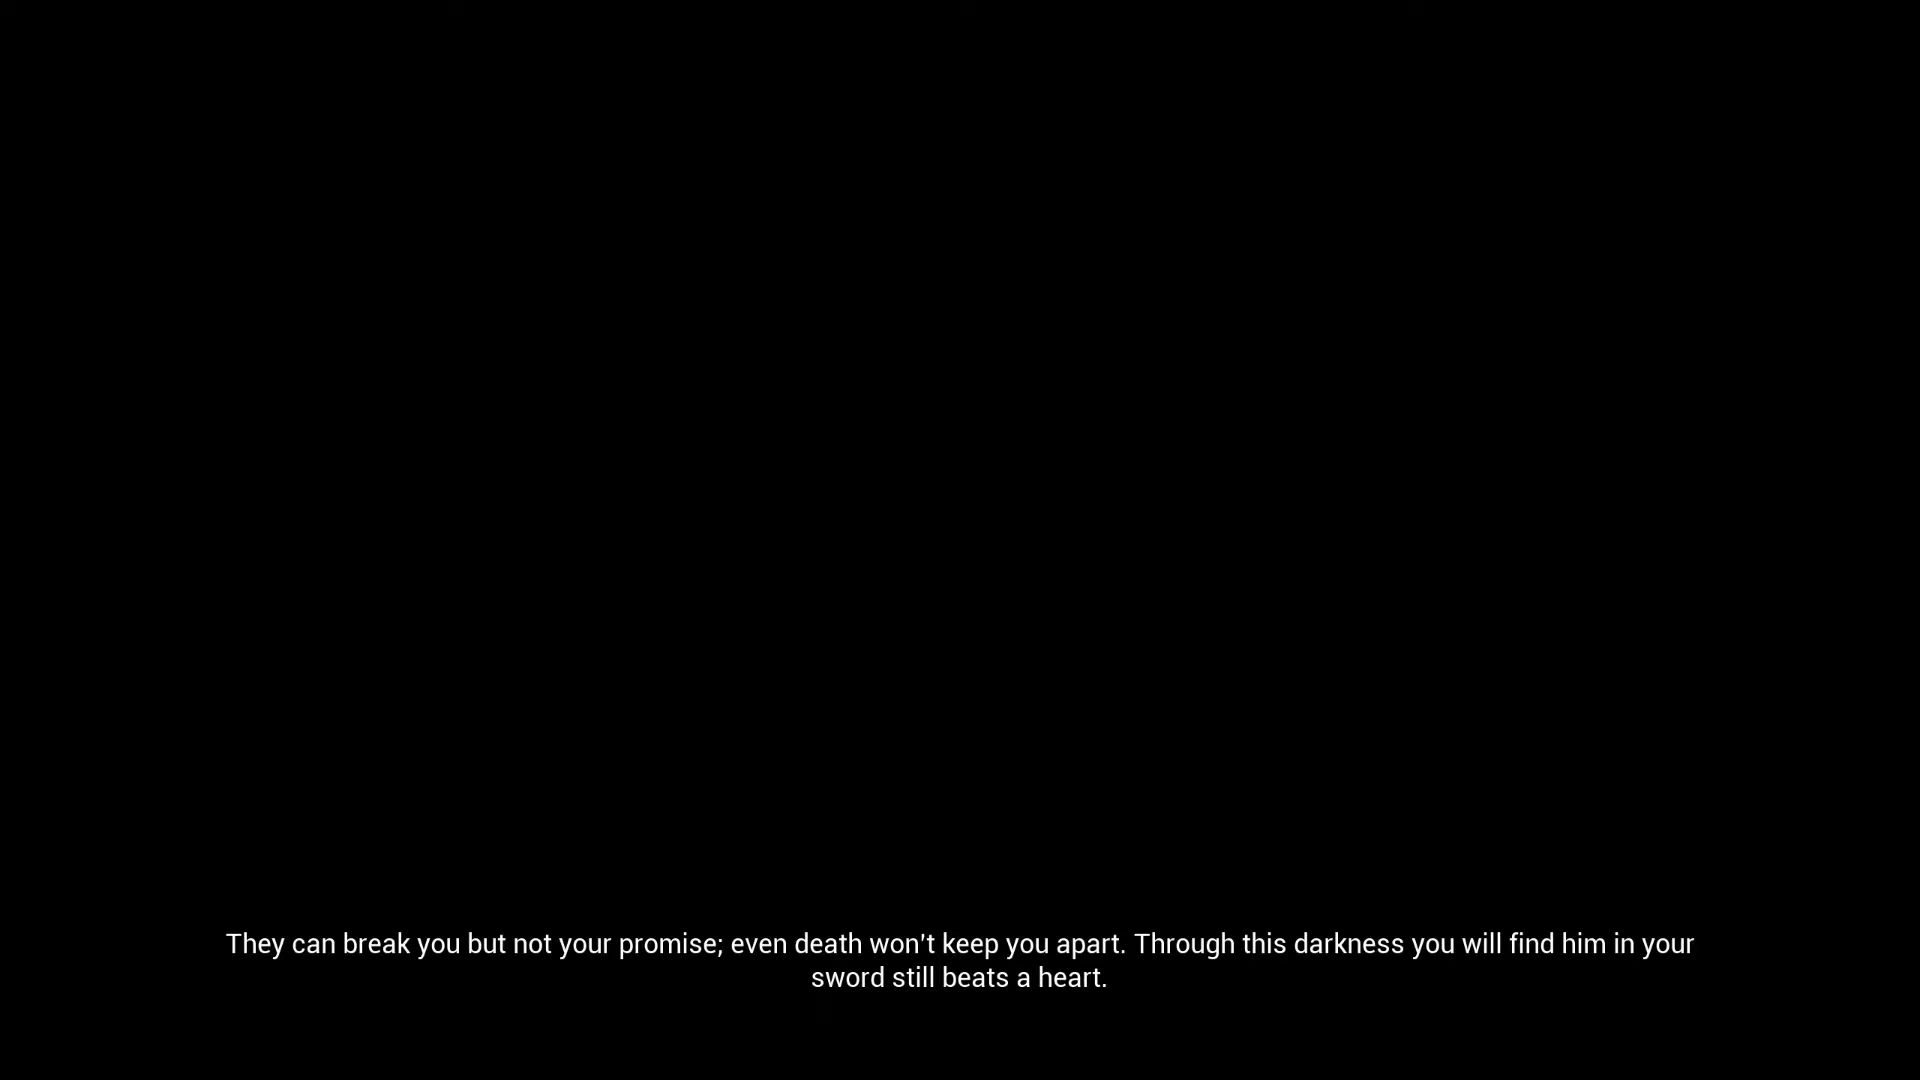 They can break you but not your promise; even death won't keep you apart. Through this darkness you will find him in your
sword still beats a heart.